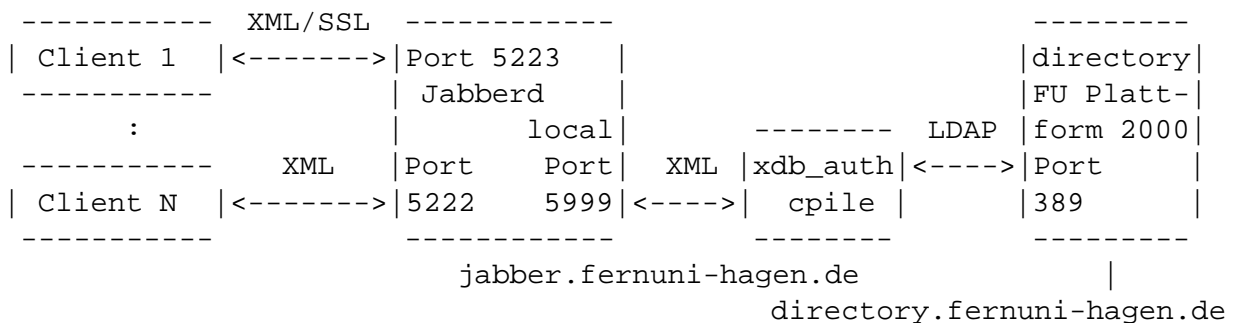 ----------- XML/SSL ------------ ---------
| Client 1 |<------->|Port 5223 | |directory|
----------- | Jabberd | |FU Platt-|
: | local| -------- LDAP |form 2000|
----------- XML |Port Port| XML |xdb_auth|<---->|Port |
| Client N |<------->|5222 5999|<---->| cpile | |389 |
----------- ------------ -------- ---------
jabber.fernuni-hagen.de |
directory.fernuni-hagen.de